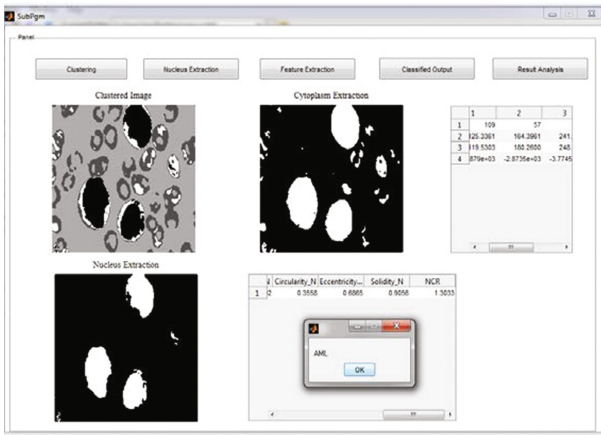 SubPgm
Panel
Clustering Nucleus Extraction Feature Extraction Classified Output Result Analysis
Clustered Image Cytoplasm Extraction
1 2 3
1 109 57
2 125.3361 164.3961 241.
3 119.5303 180.2680 248.
4 879e+03 -2.8735e+03 -3.7745
Nucleus Extraction
Circularity_N Eccentricity... Solidity_N NCR
1 2 0.3558 0.6865 0.9056 1.3033
AML
OK